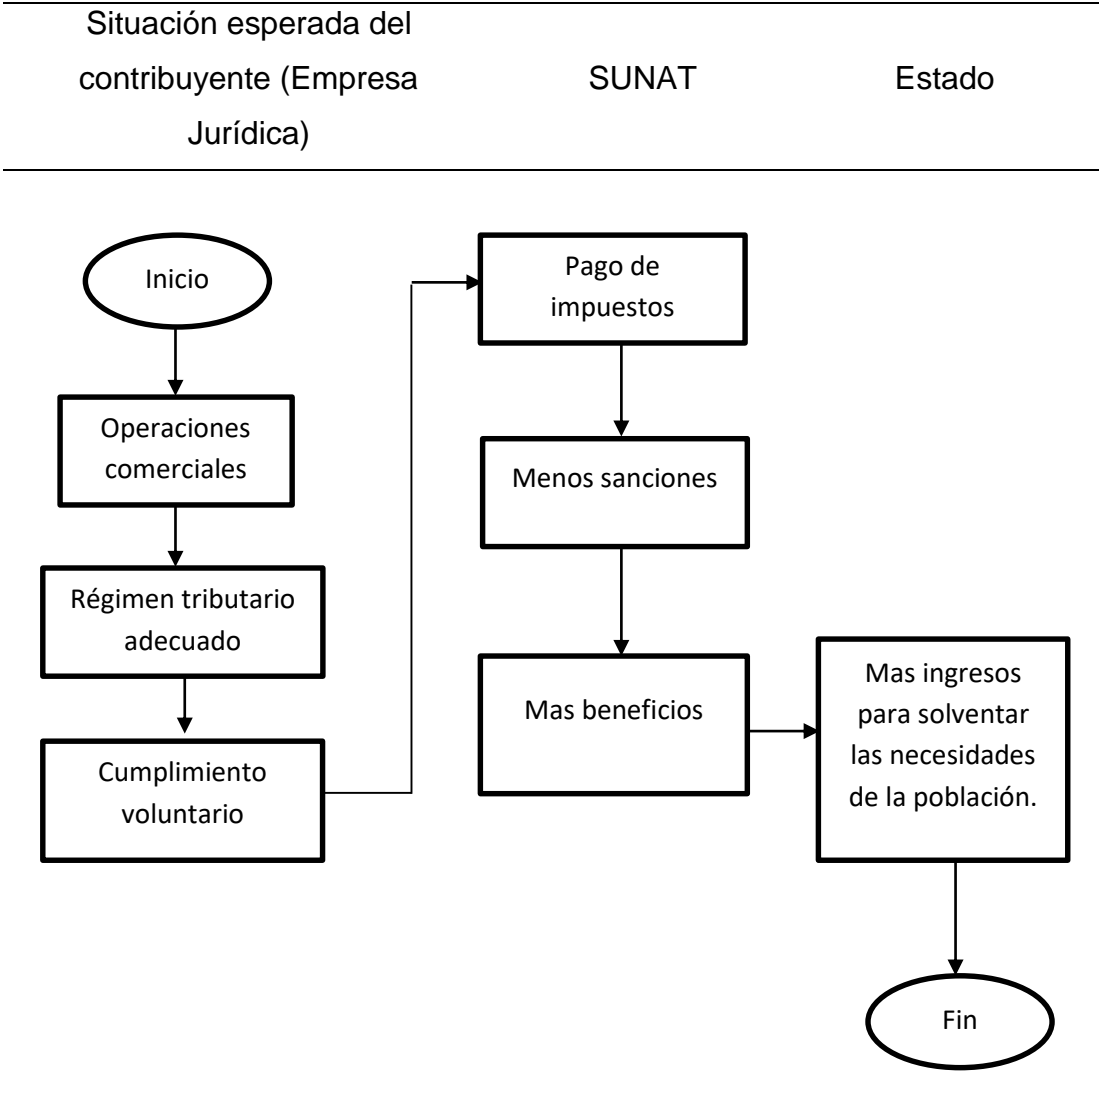 Situación esperada del
contribuyente (Empresa
Jurídica)
SUNAT
Estado
Inicio
Operaciones
comerciales
Régimen tributario
adecuado
Cumplimiento
voluntario
Pago de
impuestos
Menos sanciones
Mas beneficios
Mas ingresos
para solventar
las necesidades
de la población.
Fin